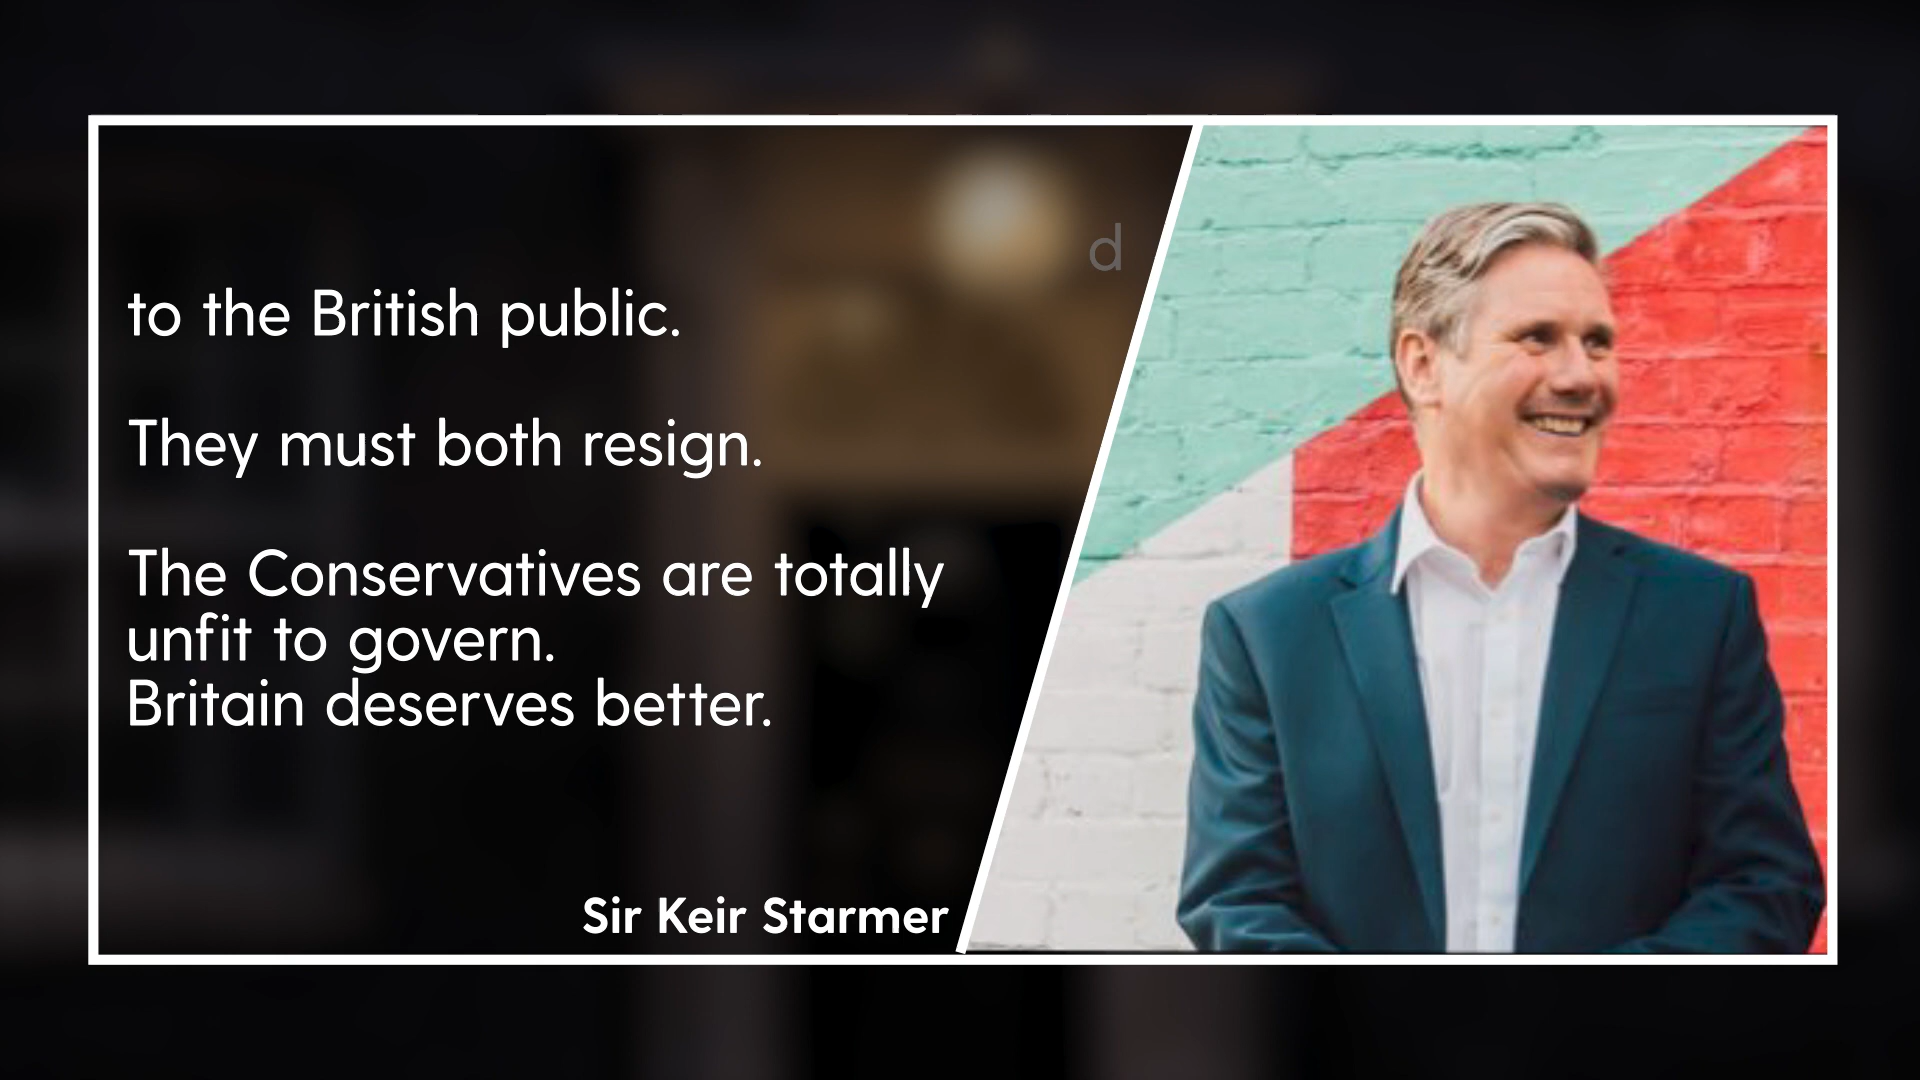 d
to the British public.
They must both resign.
The Conservatives are totally
unfit to govern.
Britain deserves better.
Sir Keir Starmer